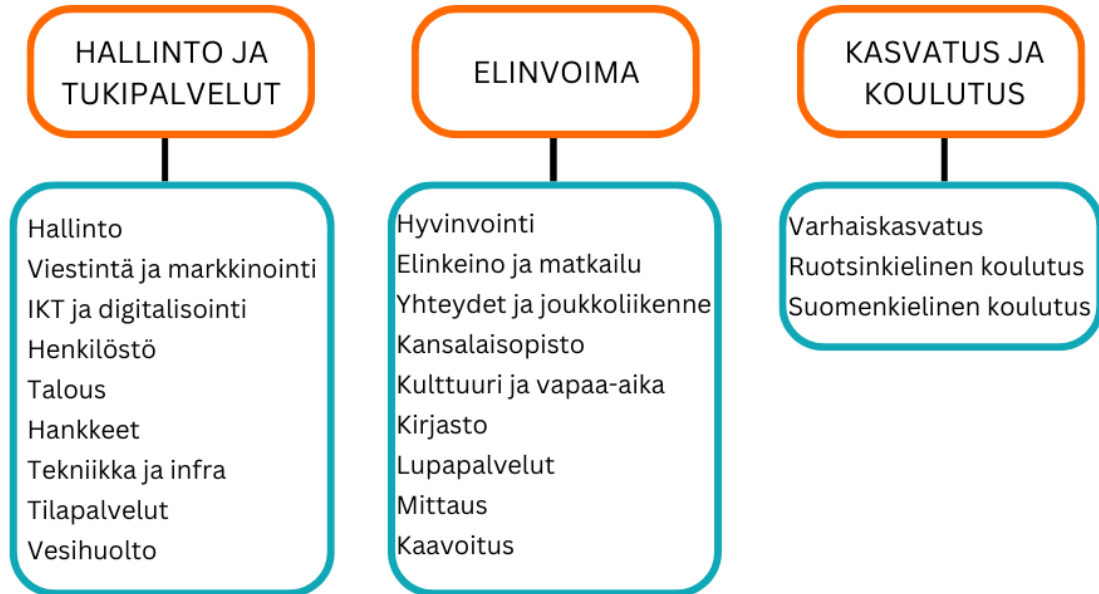 HALLINTO JA
TUKIPALVELUT
Hallinto
Viestintä ja markkinointi
IKT ja digitalisointi
Henkilöstö
Talous
Hankkeet
Tekniikka ja infra
Tilapalvelut
Vesihuolto
ELINVOIMA
Hyvinvointi
Elinkeino ja matkailu
Yhteydet ja joukkoliikenne
Kansalaisopisto
Kulttuuri ja vapaa-aika
Kirjasto
Lupapalvelut
Mittaus
Kaavoitus
KASVATUS JA
KOULUTUS
Varhaiskasvatus
Ruotsinkielinen koulutus
Suomenkielinen koulutus